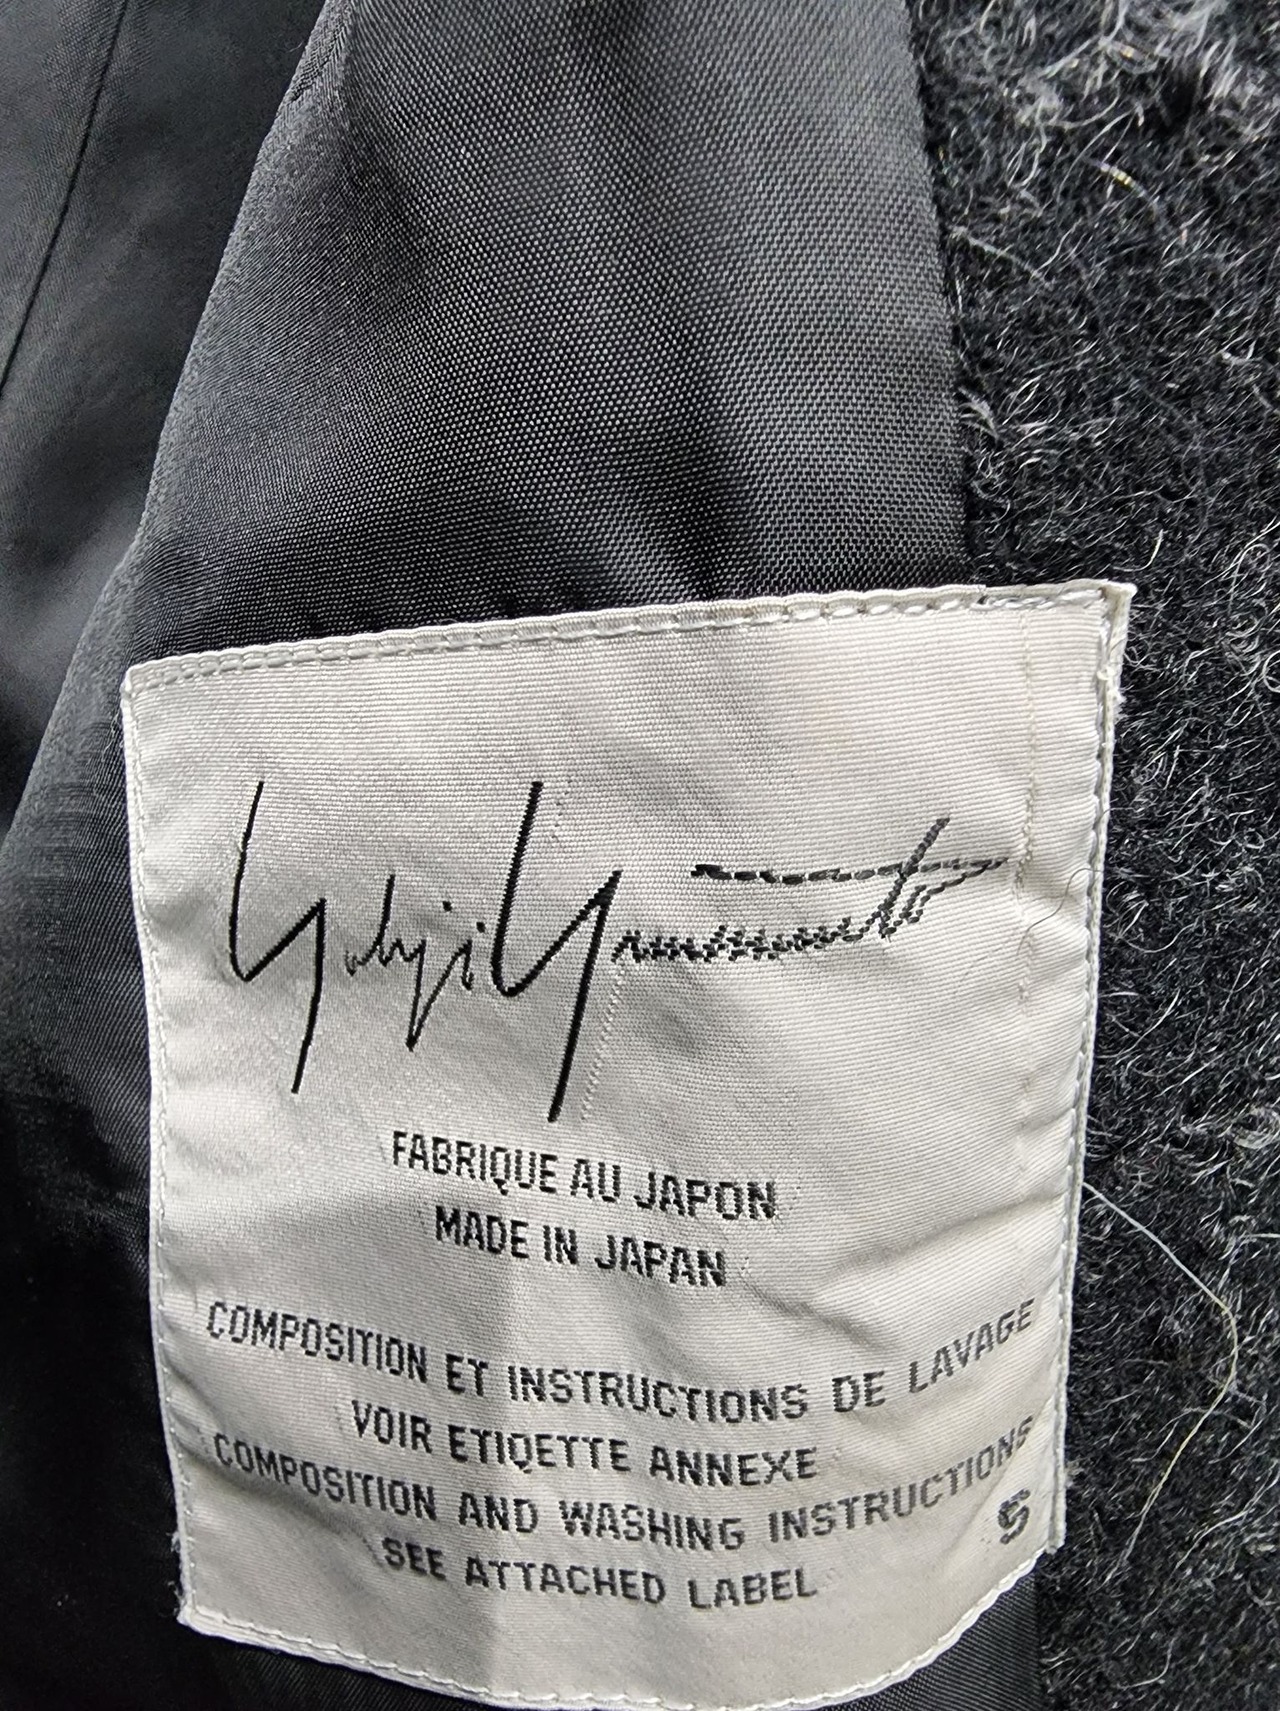 Yohji Yamamoto
FABRIQUE AU JAPON
MADE IN JAPAN
COMPOSITION ET INSTRUCTIONS DE LAVAGE
VOIR ETIQETTE ANNEXE
COMPOSITION AND WASHING INSTRUCTIONS
SEE ATTACHED LABEL
S